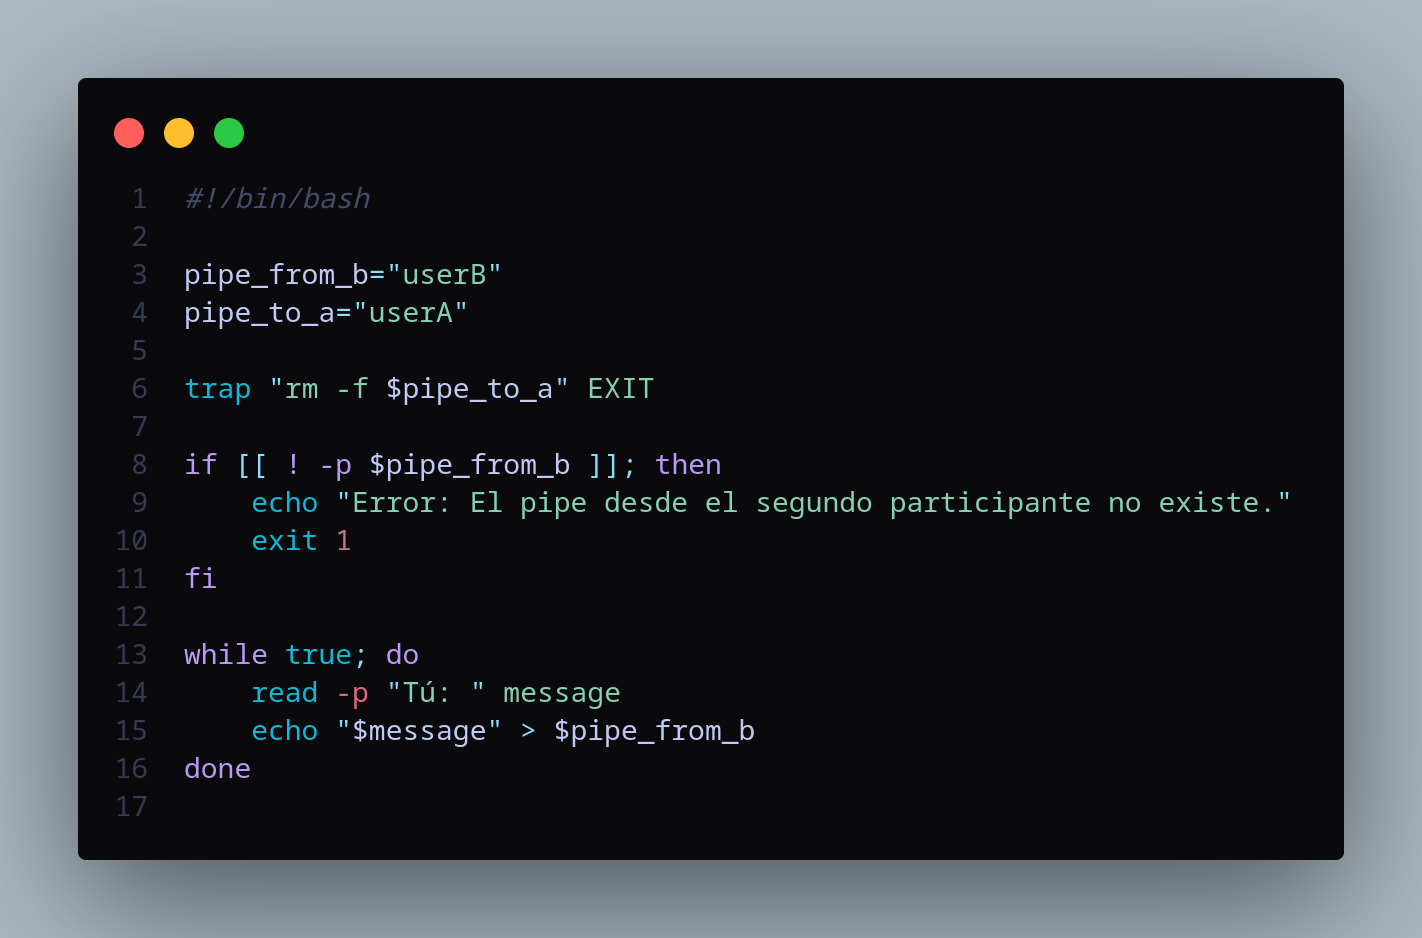 1 #!/bin/bash
2
3 pipe_from_b="userB"
4 pipe_to_a="userA"
5
6 trap "rm -f $pipe_to_a" EXIT
7
8 if [[ ! -p $pipe_from_b ]]; then
9     echo "Error: El pipe desde el segundo participante no existe."
10     exit 1
11 fi
12
13 while true; do
14     read -p "Tú: " message
15     echo "$message" > $pipe_from_b
16 done
17